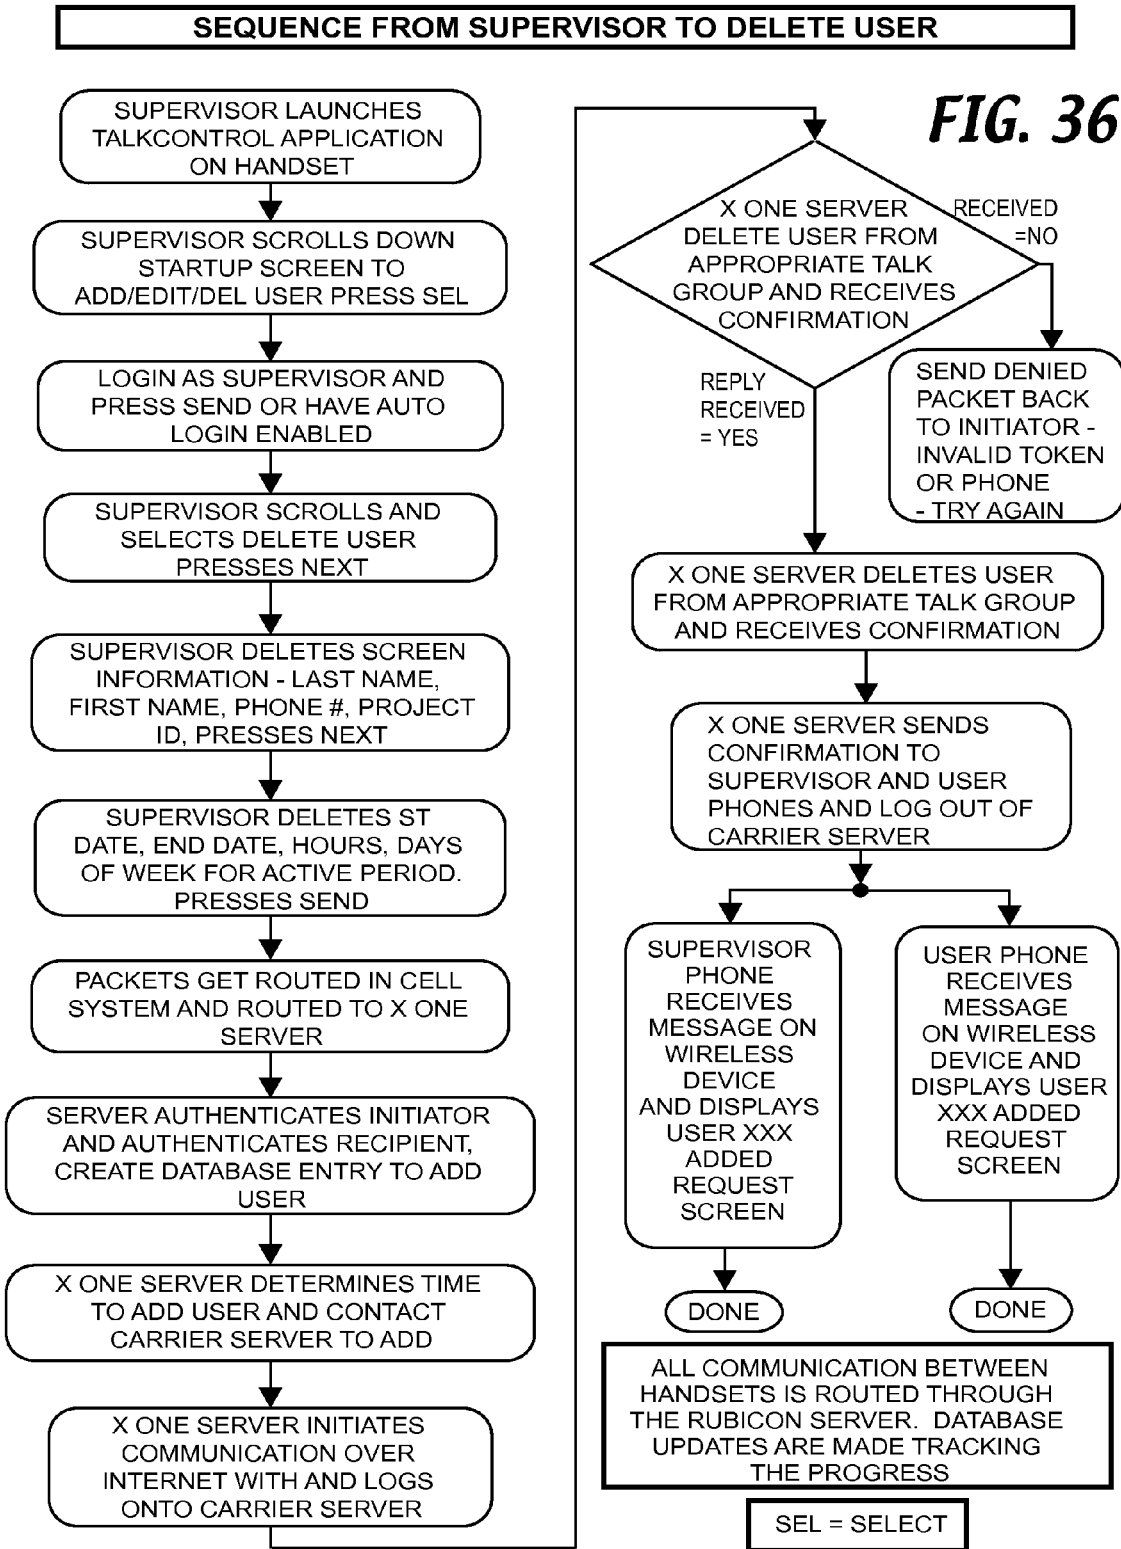 SEQUENCE FROM SUPERVISOR TO DELETE USER
FIG. 36
SUPERVISOR LAUNCHES
TALKCONTROL APPLICATION
ON HANDSET
SUPERVISOR SCROLLS DOWN
STARTUP SCREEN TO
ADD/EDIT/DEL USER PRESS SEL
LOGIN AS SUPERVISOR AND
PRESS SEND OR HAVE AUTO
LOGIN ENABLED
SUPERVISOR SCROLLS AND
SELECTS DELETE USER
PRESSES NEXT
SUPERVISOR DELETES SCREEN
INFORMATION - LAST NAME,
FIRST NAME, PHONE #, PROJECT
ID, PRESSES NEXT
SUPERVISOR DELETES ST
DATE, END DATE, HOURS, DAYS
OF WEEK FOR ACTIVE PERIOD.
PRESSES SEND
PACKETS GET ROUTED IN CELL
SYSTEM AND ROUTED TO X ONE
SERVER
SERVER AUTHENTICATES INITIATOR
AND AUTHENTICATES RECIPIENT,
CREATE DATABASE ENTRY TO ADD
USER
X ONE SERVER DETERMINES TIME
TO ADD USER AND CONTACT
CARRIER SERVER TO ADD
X ONE SERVER INITIATES
COMMUNICATION OVER
INTERNET WITH AND LOGS
ONTO CARRIER SERVER
X ONE SERVER
DELETE USER FROM
APPROPRIATE TALK
GROUP AND RECEIVES
CONFIRMATION
RECEIVED
=NO
REPLY
RECEIVED
= YES
SEND DENIED
PACKET BACK
TO INITIATOR -
INVALID TOKEN
OR PHONE
- TRY AGAIN
X ONE SERVER DELETES USER
FROM APPROPRIATE TALK GROUP
AND RECEIVES CONFIRMATION
X ONE SERVER SENDS
CONFIRMATION TO
SUPERVISOR AND USER
PHONES AND LOG OUT OF
CARRIER SERVER
SUPERVISOR
PHONE
RECEIVES
MESSAGE ON
WIRELESS
DEVICE
AND DISPLAYS
USER XXX
ADDED
REQUEST
SCREEN
USER PHONE
RECEIVES
MESSAGE
ON WIRELESS
DEVICE AND
DISPLAYS USER
XXX ADDED
REQUEST
SCREEN
DONE
DONE
ALL COMMUNICATION BETWEEN
HANDSETS IS ROUTED THROUGH
THE RUBICON SERVER. DATABASE
UPDATES ARE MADE TRACKING
THE PROGRESS
SEL = SELECT